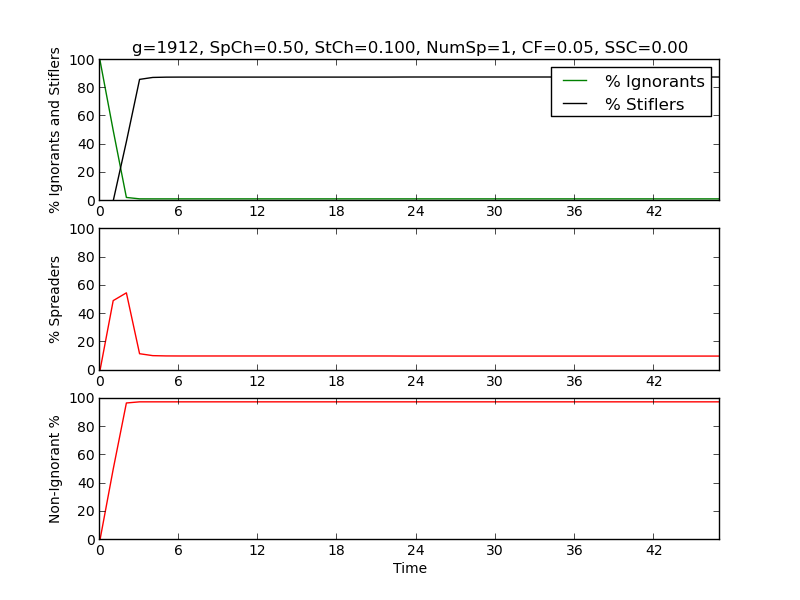 g=1912, SpCh=0.50, StCh=0.100, NumSp=1, CF=0.05, SSC=0.00
% Ignorants and Stiflers
100
80
60
40
20
0
% Ignorants
% Stiflers
0 6 12 18 24 30 36 42
% Spreaders
100
80
60
40
20
0
0 6 12 18 24 30 36 42
Non-Ignorant %
100
80
60
40
20
0
0 6 12 18 24 30 36 42
Time